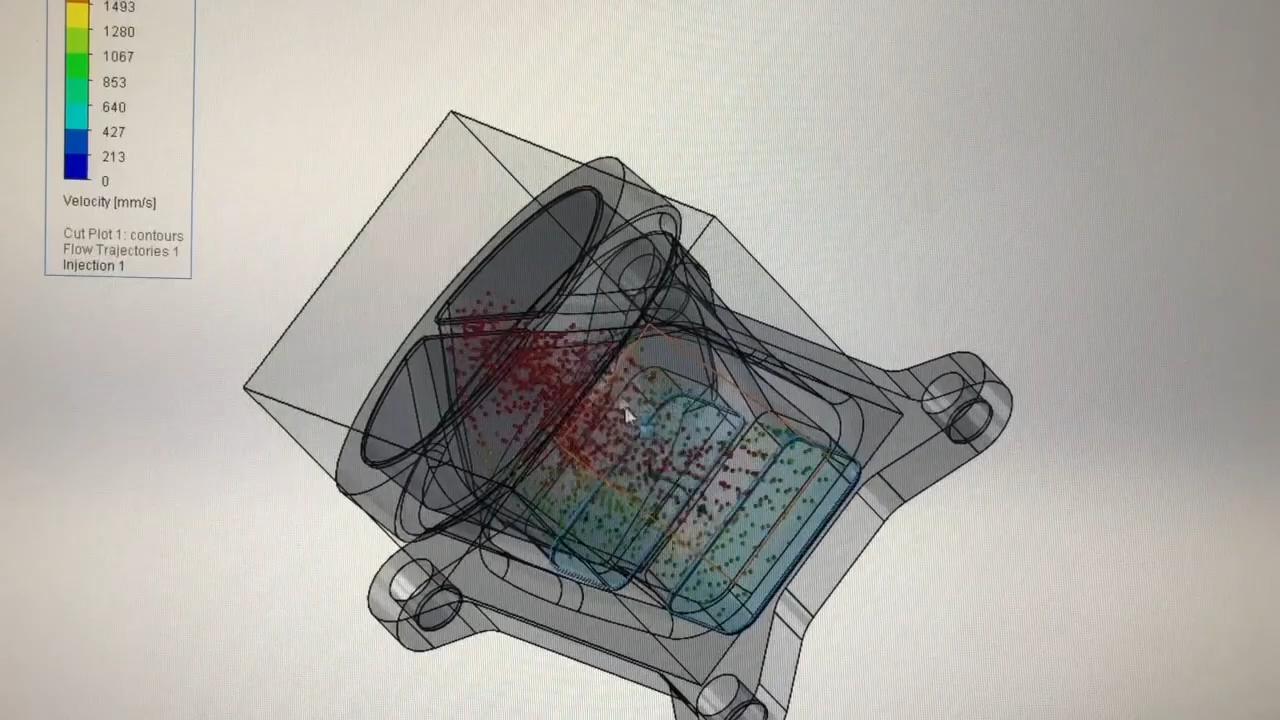 1493
1280
1067
853
640
427
213
0
Velocity [mm/s]
Cut Plot 1: contours
Flow Trajectories 1
Injection 1